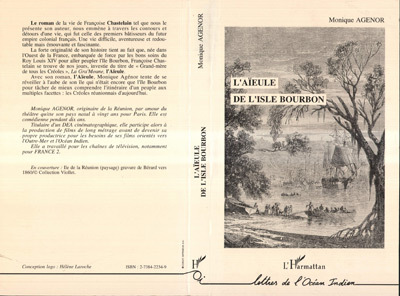 Le roman de la vie de Françoise Chastelain tel que nous le
présente son auteur, nous entraîne à travers les contours et
détours d'une vie, qui fut celle des premiers bâtisseurs du futur
empire colonial français. Une vie difficile, aventureuse et redou-
table mais émouvante et fascinante.
La forte originalité de son histoire tient au fait que, née dans
l'Ouest de la France, embarquée de force par les bons soins du
Roy Louis XIV pour aller peupler l'île Bourbon, Françoise Chas-
telain se trouve de nos jours, investie du titre de « Grand-mère
de tous les Créoles », La Gra'Moune, l'Aïeule.
Avec son roman, l'Aïeule, Monique Agénor tente de se
réveiller à l'aube de son île qui n'était encore que l'île Bourbon
pour tâcher de mieux comprendre l'itinéraire d'un peuple aux
multiples facettes : les Créoles réunionnais d'aujourd'hui.
Monique AGENOR, originaire de la Réunion, par amour du
théâtre quitte son pays natal à vingt ans pour Paris. Elle est
comédienne pendant dix ans.
Titulaire d'un DEA cinématographique, elle participe alors à
la production de films de long métrage avant de devenir sa
propre productrice pour les besoins de ses films orientés vers
l'Outre Mer et l'Océan Indien.
Elle a travaillé pour les chaînes de télévision, notamment
pour FRANCE 2.
En couverture : Ile de la Réunion (paysage) gravure de Bérard vers
1860/© Collection Viollet.
Conception logo : Hélène Laroche
ISBN : 2-7384-2254-6
Monique AGENOR
L'AÏEULE
DE L'ISLE BOURBON
Monique AGENOR
L'AÏEULE
DE L'ISLE BOURBON
L'Harmattan
lettres de l'Océan Indien